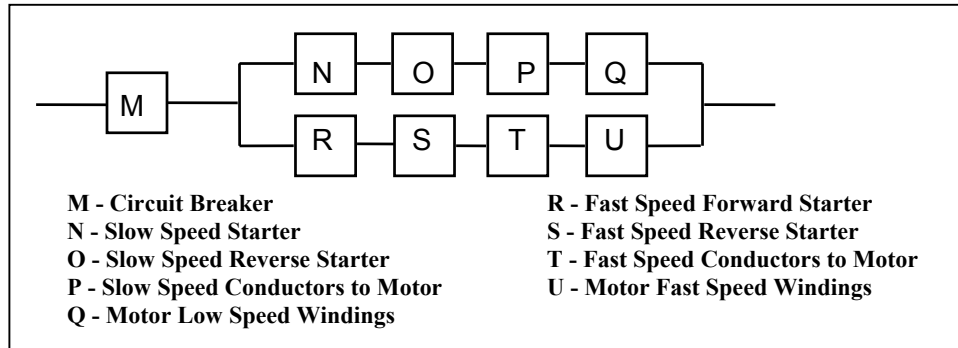 N O P Q
M
R S T U
M - Circuit Breaker
N - Slow Speed Starter
O - Slow Speed Reverse Starter
P - Slow Speed Conductors to Motor
Q - Motor Low Speed Windings
R - Fast Speed Forward Starter
S - Fast Speed Reverse Starter
T - Fast Speed Conductors to Motor
U - Motor Fast Speed Windings